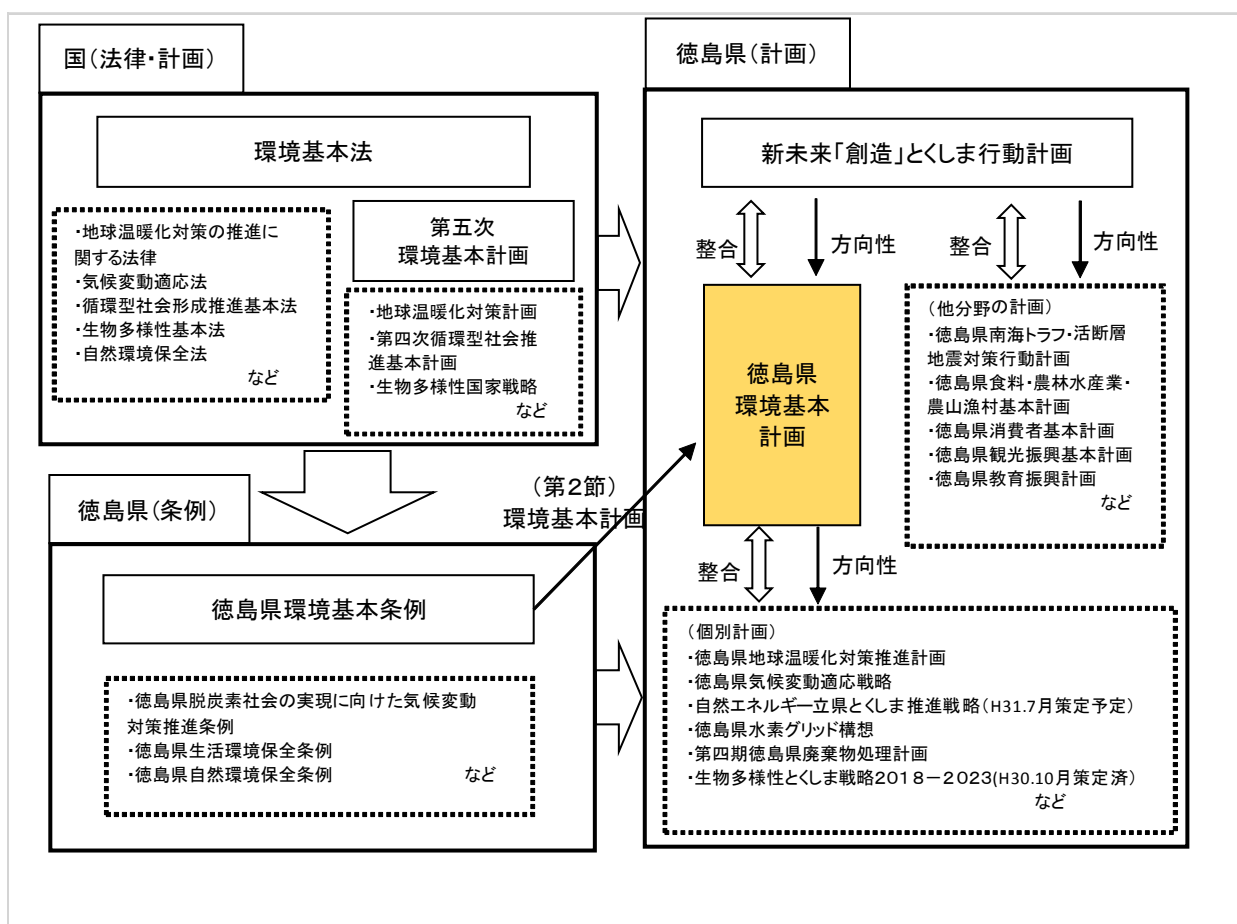 国(法律・計画)
環境基本法
・地球温暖化対策の推進に
関する法律
・気候変動適応法
・循環型社会形成推進基本法
・生物多様性基本法
・自然環境保全法
など
第五次
環境基本計画
・地球温暖化対策計画
・第四次循環型社会推
進基本計画
・生物多様性国家戦略
など
徳島県(条例)
徳島県環境基本条例
・徳島県脱炭素社会の実現に向けた気候変動
対策推進条例
・徳島県生活環境保全条例
・徳島県自然環境保全条例 など
(第2節)
環境基本計画
徳島県(計画)
新未来「創造」とくしま行動計画
整合
方向性
整合
方向性
徳島県
環境基本
計画
(他分野の計画)
・徳島県南海トラフ・活断層
地震対策行動計画
・徳島県食料・農林水産業・
農山漁村基本計画
・徳島県消費者基本計画
・徳島県観光振興基本計画
・徳島県教育振興計画
など
整合
方向性
(個別計画)
・徳島県地球温暖化対策推進計画
・徳島県気候変動適応戦略
・自然エネルギー立県とくしま推進戦略(H31.7月策定予定)
・徳島県水素グリッド構想
・第四期徳島県廃棄物処理計画
・生物多様性とくしま戦略2018-2023(H30.10月策定済)
など